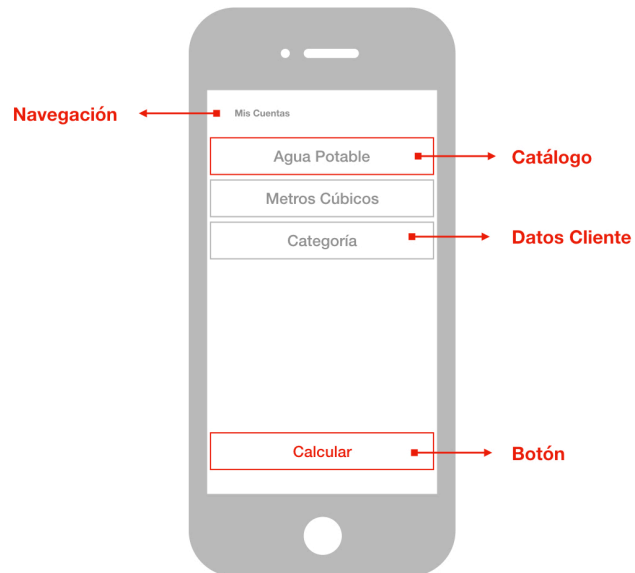 Mis Cuentas
Navegación
Agua Potable
Catálogo
Metros Cúbicos
Categoría
Datos Cliente
Calcular
Botón